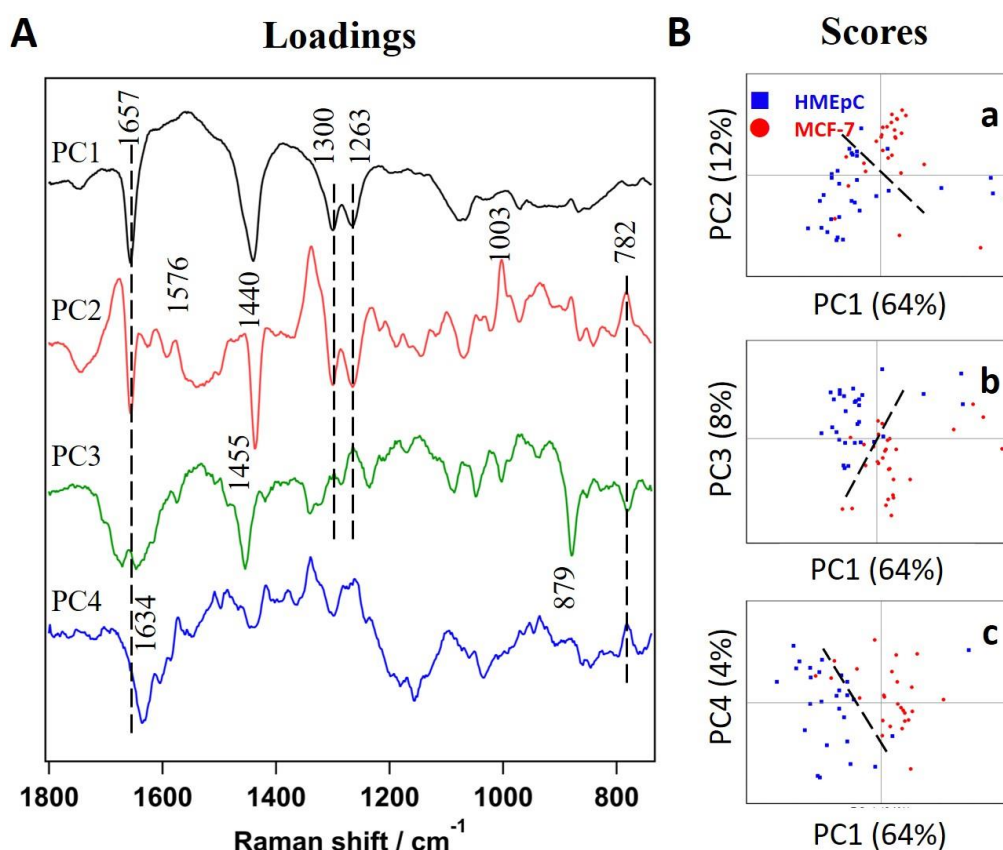 A
Loadings
PC1
1657
1300
1263
PC2
1576
1440
1003
782
PC3
1455
PC4
1634
879
1800
1600
1400
1200
1000
800
Raman shift / cm-1
B
Scores
HMEpC
MCF-7
a
PC2 (12%)
PC1 (64%)
b
PC3 (8%)
PC1 (64%)
c
PC4 (4%)
PC1 (64%)